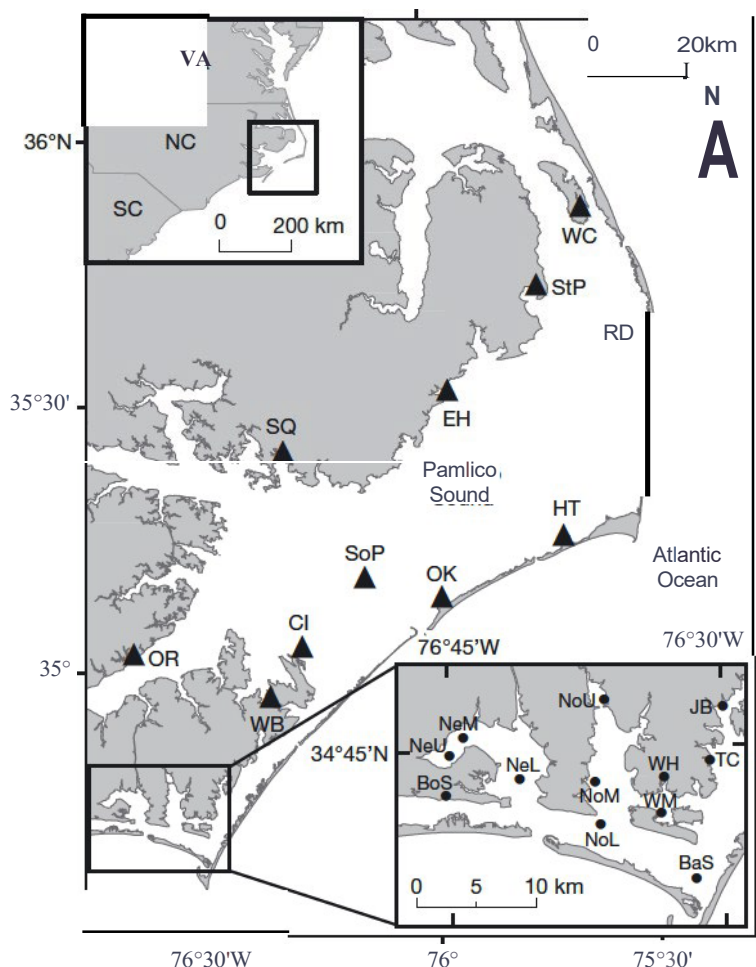 VA
0 20km
N
A
36°N
NC
SC
0 200 km
WC
StP
RD
35°30'
EH
SQ
Pamlico
Sound
HT
SoP
OK
Atlantic
Ocean
CI
76°45'W
76°30'W
OR
35°
WB
34°45'N
NoU
JB
NeM
NeU
NeL
TC
WH
BoS
NoM
WM
NoL
BaS
0 5 10 km
76°30'W
76°
75°30'